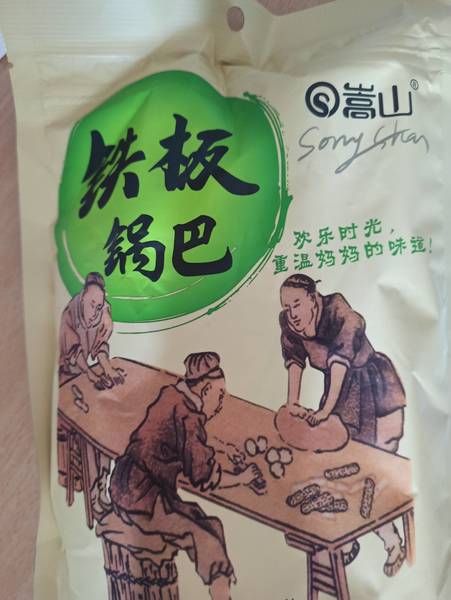 嵩山®
Song Shan
铁板
锅巴
欢乐时光，
重温妈妈的味道！